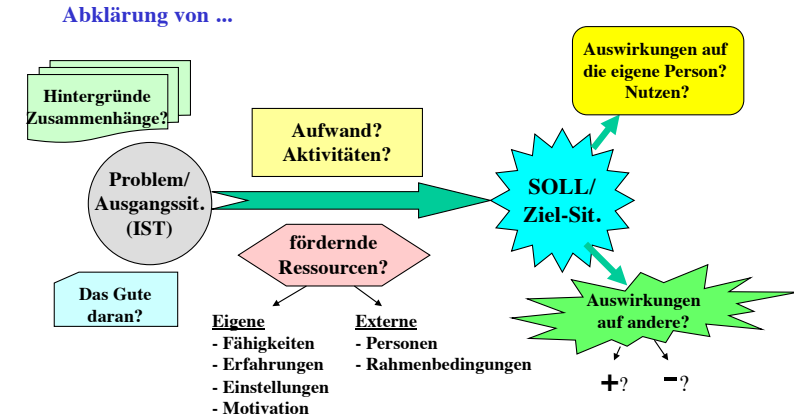 Abklärung von ...
Hintergründe
Zusammenhänge?
Aufwand?
Aktivitäten?
Auswirkungen auf
die eigene Person?
Nutzen?
Problem/
Ausgangssit.
(IST)
SOLL/
Ziel-Sit.
fördernde
Ressourcen?
Das Gute
daran?
Eigene
- Fähigkeiten
- Erfahrungen
- Einstellungen
- Motivation
Externe
- Personen
- Rahmenbedingungen
Auswirkungen
auf andere?
+?
-?